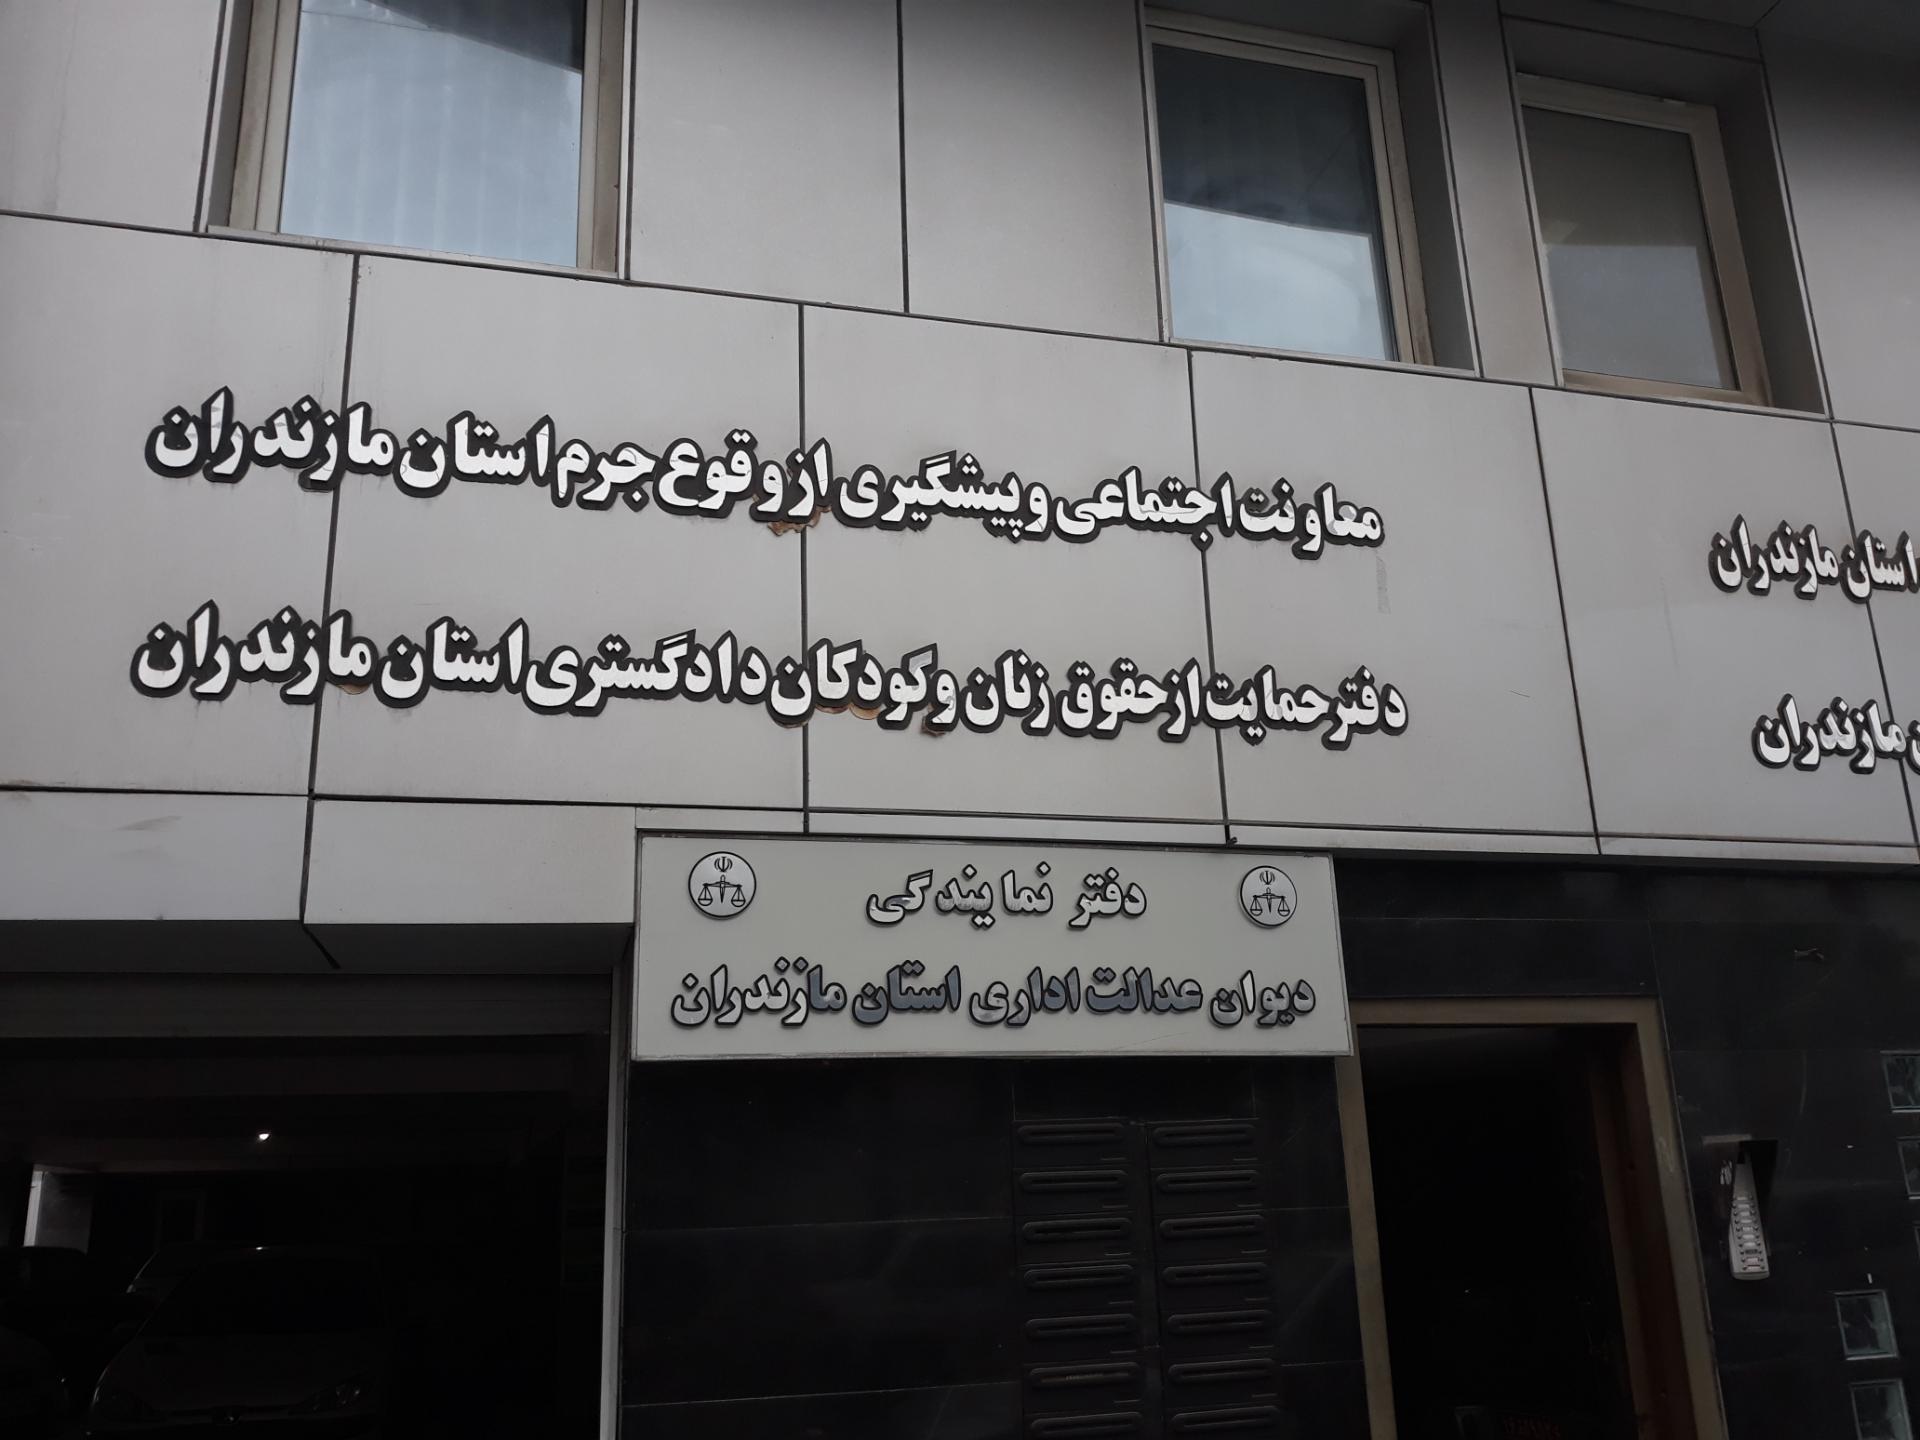 معاونت اجتماعی و پیشگیری از وقوع جرم استان مازندران
دفتر حمایت از حقوق زنان و کودکان دادگستری استان مازندران
استان مازندران
مازندران
دفتر نمایندگی
دیوان عدالت اداری استان مازندران